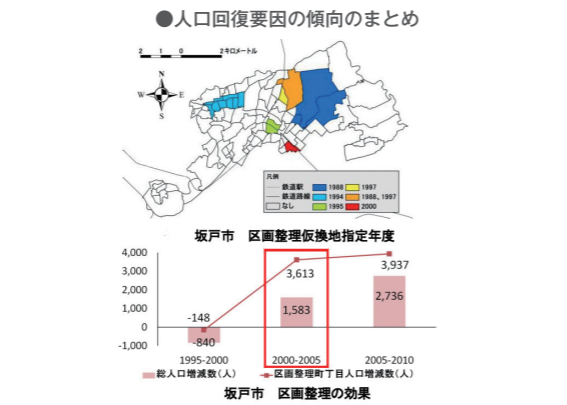 ●人口回復要因の傾向のまとめ
2 1 0 2キロメートル
N
W E
S
凡例
鉄道駅 1988 1997
鉄道路線 1994 1988、1997
なし 1995 2000
坂戸市 区画整理仮換地指定年度
4,000
3,000
2,000
1,000
0
-1,000
-148
-840
3,613
1,583
3,937
2,736
1995-2000 2000-2005 2005-2010
総人口増減数(人) 区画整理町丁目人口増減数(人)
坂戸市 区画整理の効果